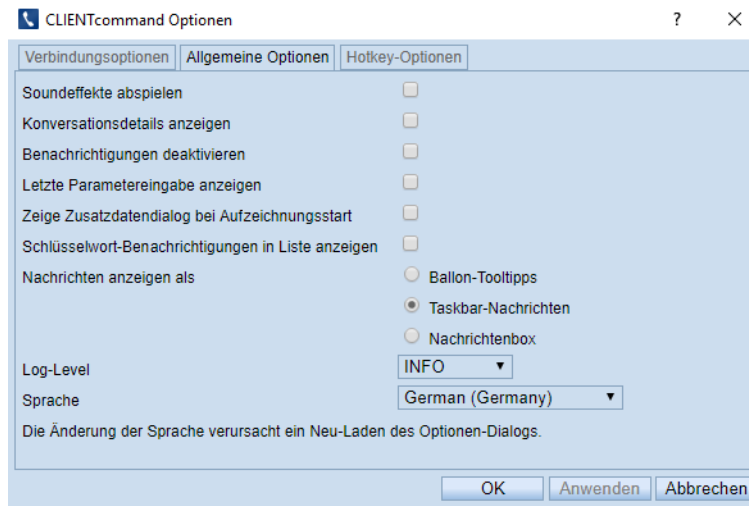 CLIENTcommand Optionen ? X
Verbindungsoptionen Allgemeine Optionen Hotkey-Optionen
Soundeffekte abspielen
Konversationsdetails anzeigen
Benachrichtigungen deaktivieren
Letzte Parametereingabe anzeigen
Zeige Zusatzdatendialog bei Aufzeichnungsstart
Schlüsselwort-Benachrichtigungen in Liste anzeigen
Nachrichten anzeigen als Ballon-Tooltipps
Taskbar-Nachrichten
Nachrichtenbox
Log-Level INFO
Sprache German (Germany)
Die Änderung der Sprache verursacht ein Neu-Laden des Optionen-Dialogs.
OK Anwenden Abbrechen